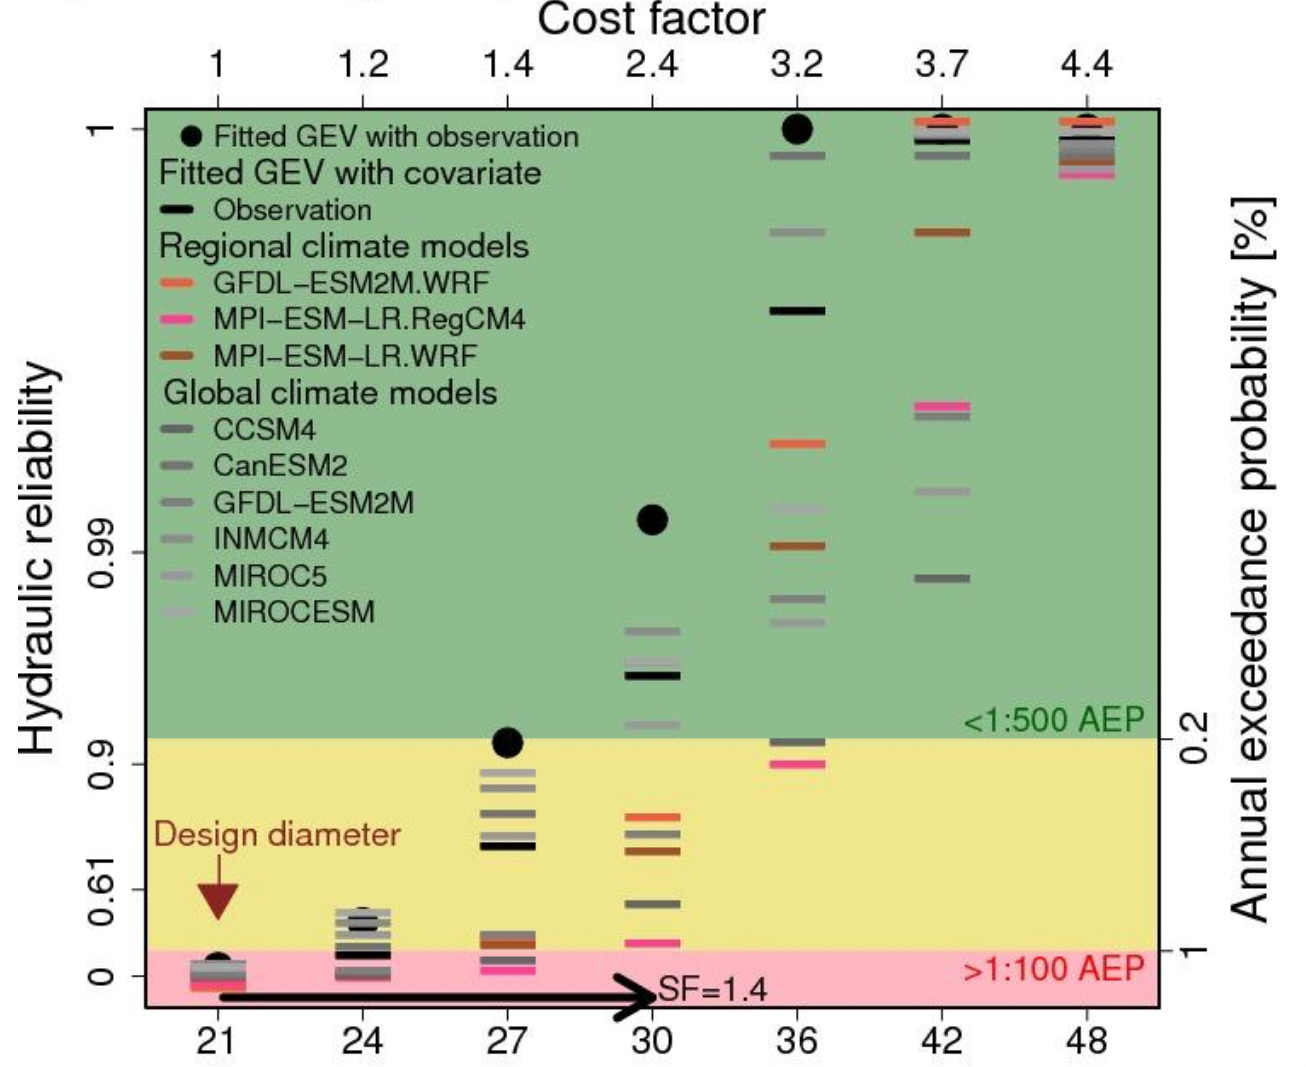 Cost factor
1 1.2 1.4 2.4 3.2 3.7 4.4
Hydraulic reliability
1
0.99
0.9
0.61
0
Fitted GEV with observation
Fitted GEV with covariate
Observation
Regional climate models
GFDL−ESM2M.WRF
MPI−ESM−LR.RegCM4
MPI−ESM−LR.WRF
Global climate models
CCSM4
CanESM2
GFDL−ESM2M
INMCM4
MIROC5
MIROCESM
<1:500 AEP
Design diameter
>1:100 AEP
SF=1.4
Annual exceedance probability [%]
0.2
1
21 24 27 30 36 42 48